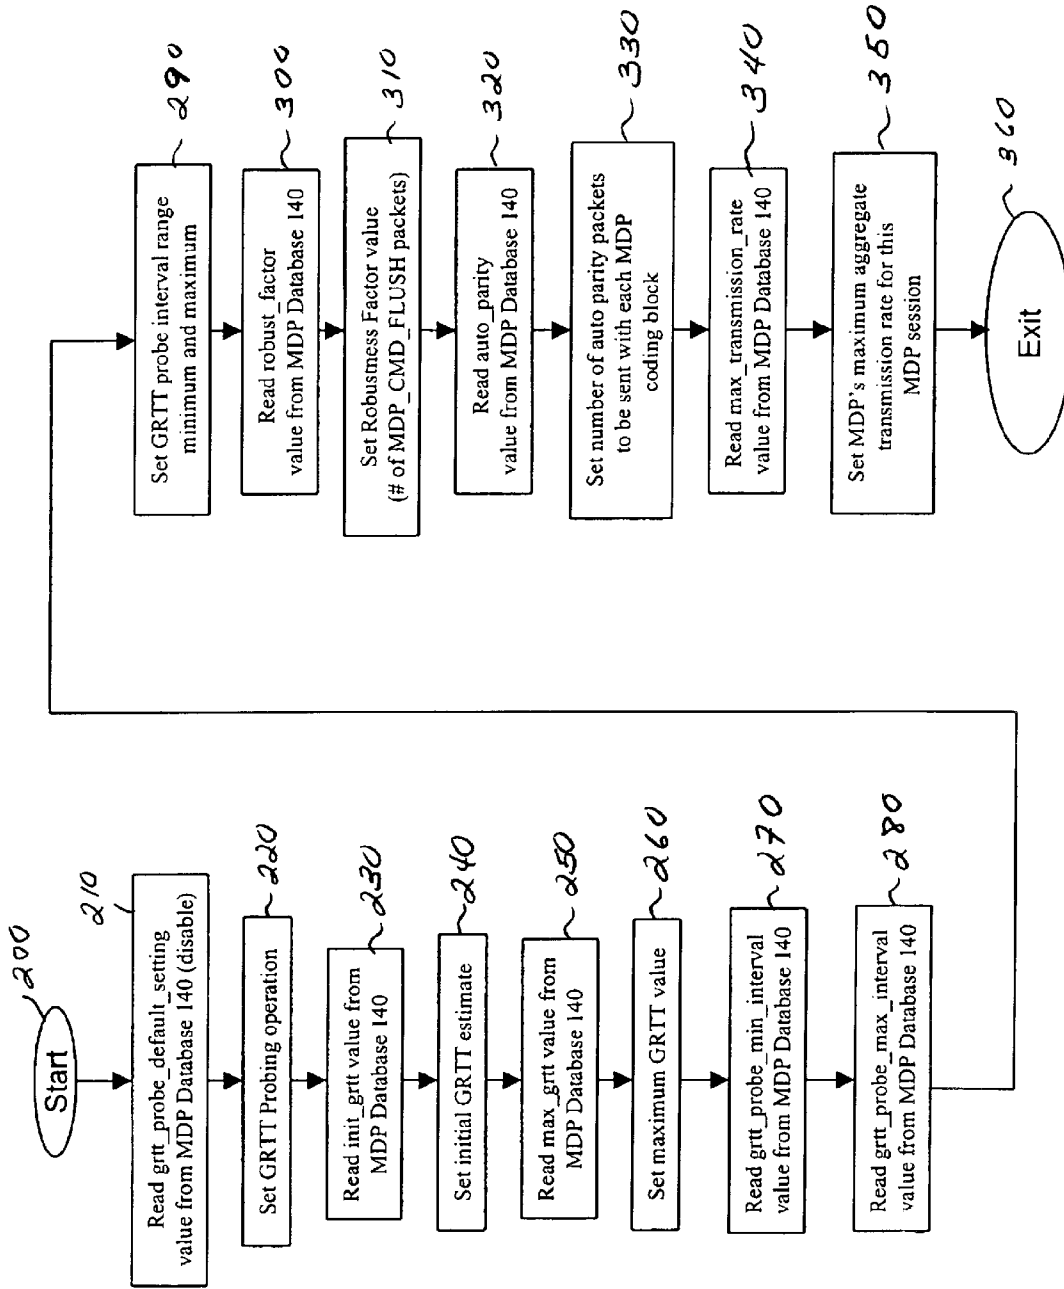 Start
200
Read grtt_probe_default_setting
value from MDP Database 140 (disable)
210
Set GRTT Probing operation
220
Read init_grtt value from
MDP Database 140
230
Set initial GRTT estimate
240
Read max_grtt value from
MDP Database 140
250
Set maximum GRTT value
260
Read grtt_probe_min_interval
value from MDP Database 140
270
Read grtt_probe_max_interval
value from MDP Database 140
280
Set GRTT probe interval range
minimum and maximum
290
Read robust_factor
value from MDP Database 140
300
Set Robustness Factor value
(# of MDP_CMD_FLUSH packets)
310
Read auto_parity
value from MDP Database 140
320
Set number of auto parity packets
to be sent with each MDP
coding block
330
Read max_transmission_rate
value from MDP Database 140
340
Set MDP's maximum aggregate
transmission rate for this
MDP session
350
Exit
360